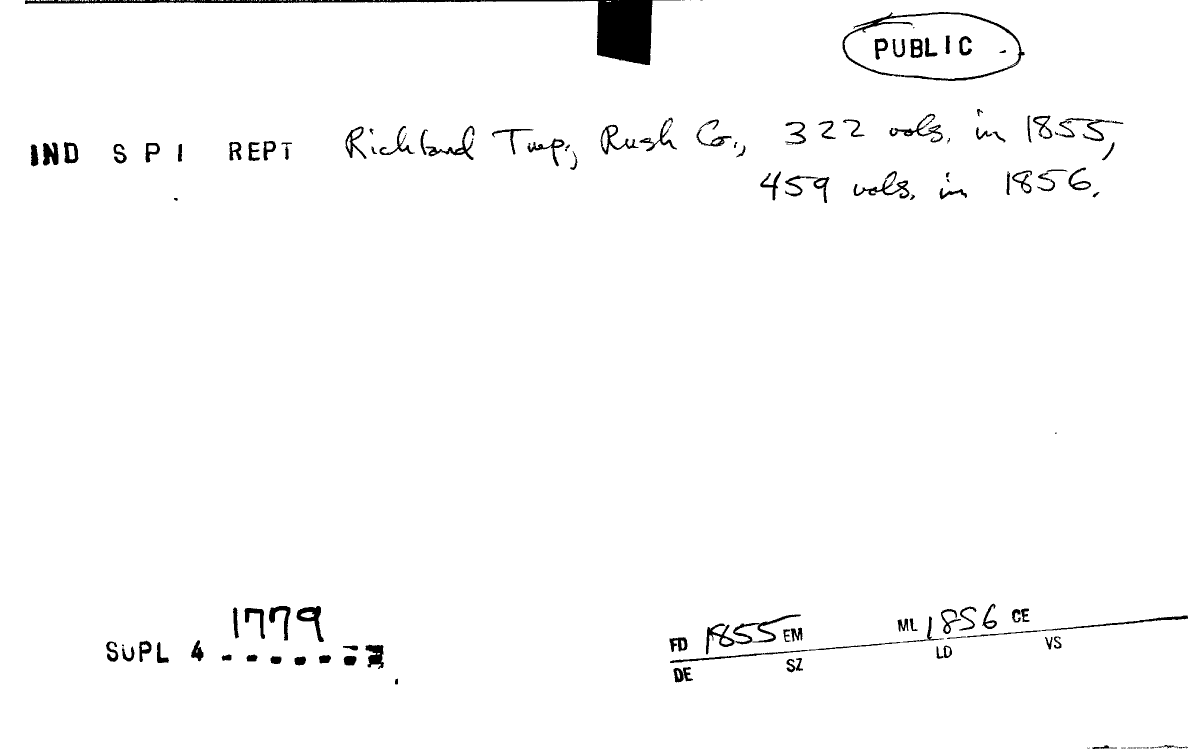 PUBLIC
IND S P I REPT Richland Twp., Rush Co., 322 vols. in 1855,
459 vols. in 1856.
1779
SUPL 4
FD 1855 EM ML 1856 CE
DE SZ LD VS